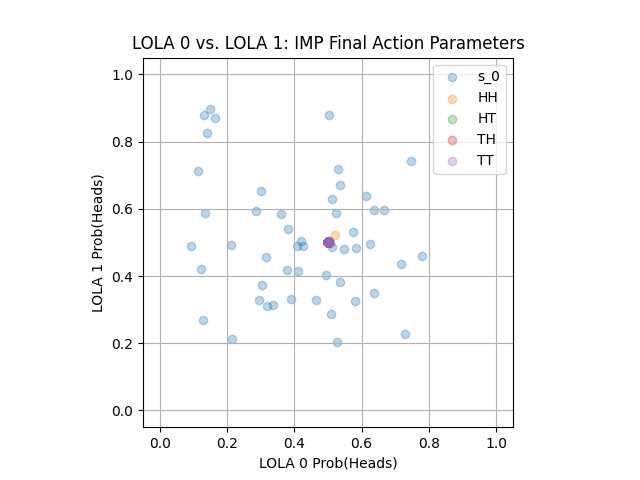 LOLA 0 vs. LOLA 1: IMP Final Action Parameters
1.0
0.8
0.6
0.4
0.2
0.0
LOLA 1 Prob(Heads)
s_0
HH
HT
TH
TT
0.0 0.2 0.4 0.6 0.8 1.0
LOLA 0 Prob(Heads)